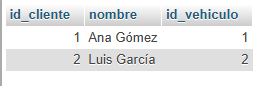 id_cliente nombre id_vehiculo
1 Ana Gómez 1
2 Luis García 2